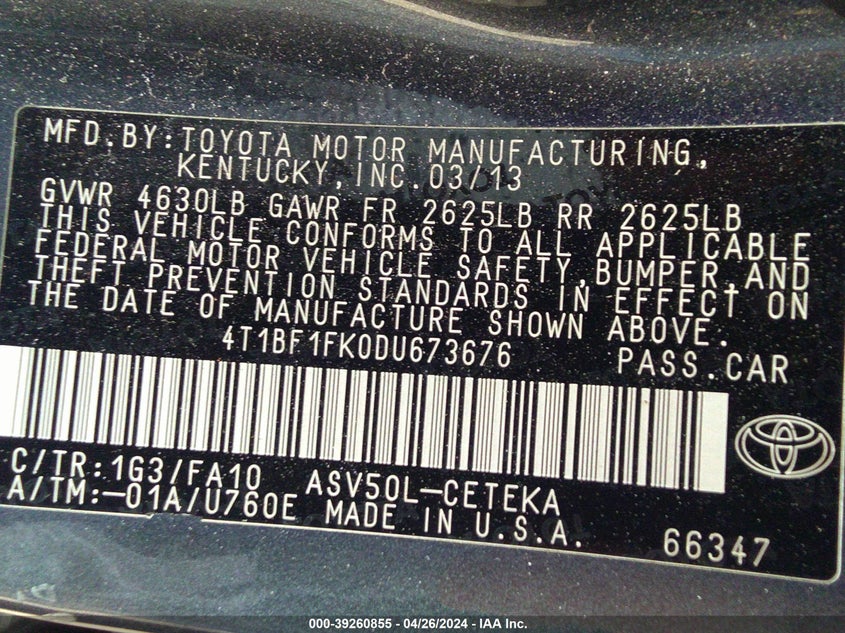 MFD.BY:TOYOTA MOTOR MANUFACTURING,
KENTUCKY,INC.03/13
GVWR 4630LB GAWR FR 2625LB RR 2625LB
THIS VEHICLE CONFORMS TO ALL APPLICABLE
FEDERAL MOTOR VEHICLE SAFETY,BUMPER,AND
THEFT PREVENTION STANDARDS IN EFFECT ON
THE DATE OF MANUFACTURE SHOWN ABOVE.
4T1BF1FK0DU673676 PASS.CAR
C/TR:1G3/FA10 ASV50L-CETEKA
A/TM:-01A/U760E MADE IN U.S.A. 66347
000-39260855 - 04/26/2024 - IAA Inc.